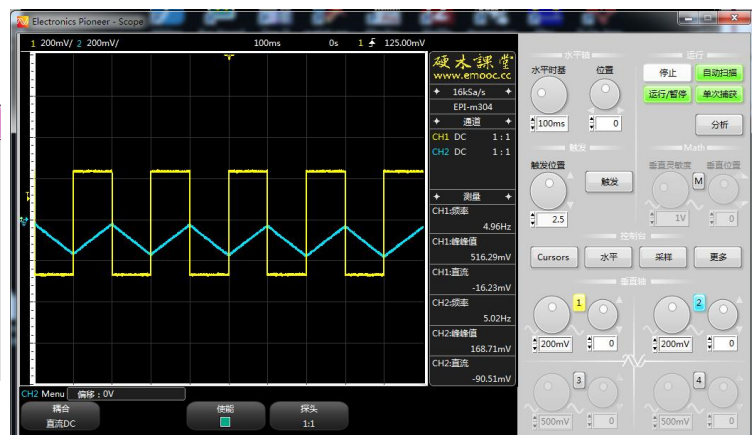 Electronics Pioneer - Scope
1 200mV/ 2 200mV/ 100ms 0s 1 125.00mV
硬木課堂
www.emooc.cc
16kSa/s
EPI-m304
通道
CH1 DC 1:1
CH2 DC 1:1
测量
CH1:频率
4.96Hz
CH1:峰峰值
516.29mV
CH1:直流
-16.23mV
CH2:频率
5.02Hz
CH2:峰峰值
168.71mV
CH2:直流
-90.51mV
CH2 Menu 偏移：0V
耦合
直流DC
使能
探头
1:1
水平轴
水平时基 位置
100ms 0
运行
停止 自动扫描
运行/暂停 单次捕获
分析
触发
触发位置
触发
2.5
Math
垂直灵敏度 垂直位置
M
1V 0
控制台
Cursors 水平 采样 更多
垂直轴
1 2
200mV 0 200mV 0
3 4
500mV 0 500mV 0